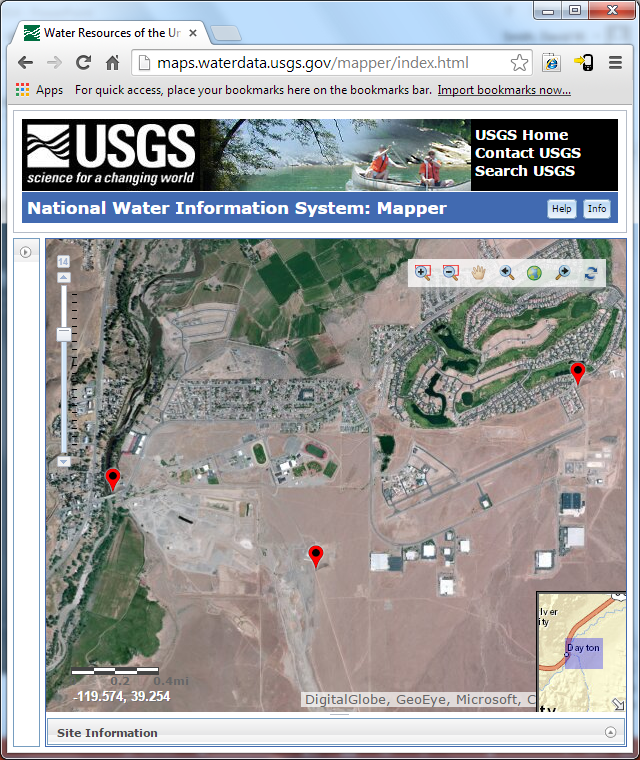 Water Resources of the Ur
maps.waterdata.usgs.gov/mapper/index.html
Apps For quick access, place your bookmarks here on the bookmarks bar. Import bookmarks now...
USGS
science for a changing world
USGS Home
Contact USGS
Search USGS
National Water Information System: Mapper
Help
Info
14
0.2 0.4mi
-119.574, 39.254
DigitalGlobe, GeoEye, Microsoft, C
lver
ity
Dayton
ity
Site Information